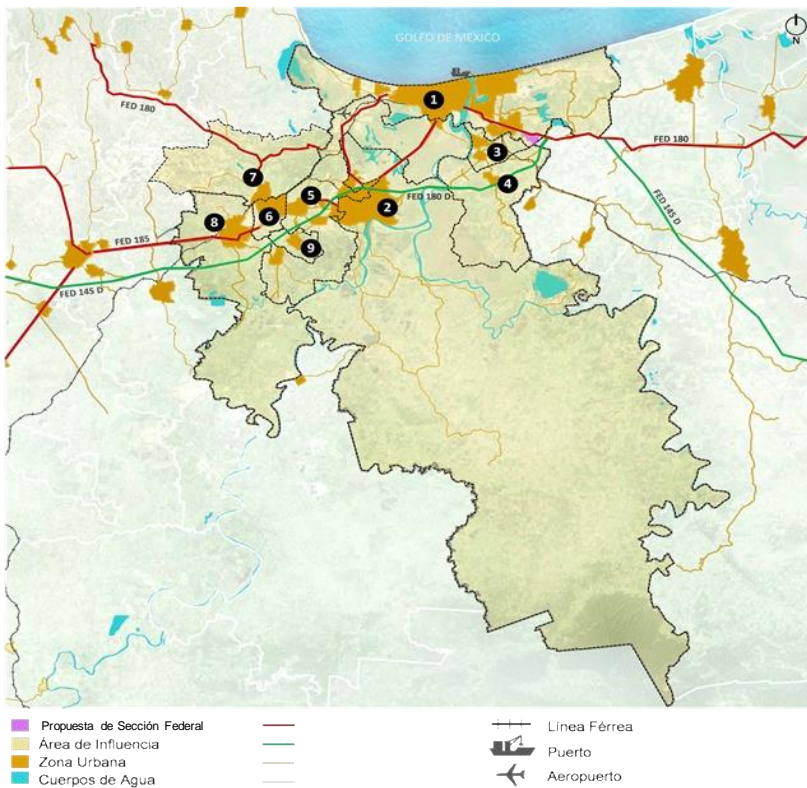 GOLFO DE MÉXICO
N
FED 180
1
3
FED 180
7
4
5
FED 180 D
2
6
8
FED 145 D
FED 185
9
FED 145 D
Propuesta de Sección Federal
Área de Influencia
Zona Urbana
Cuerpos de Agua
Línea Férrea
Puerto
Aeropuerto